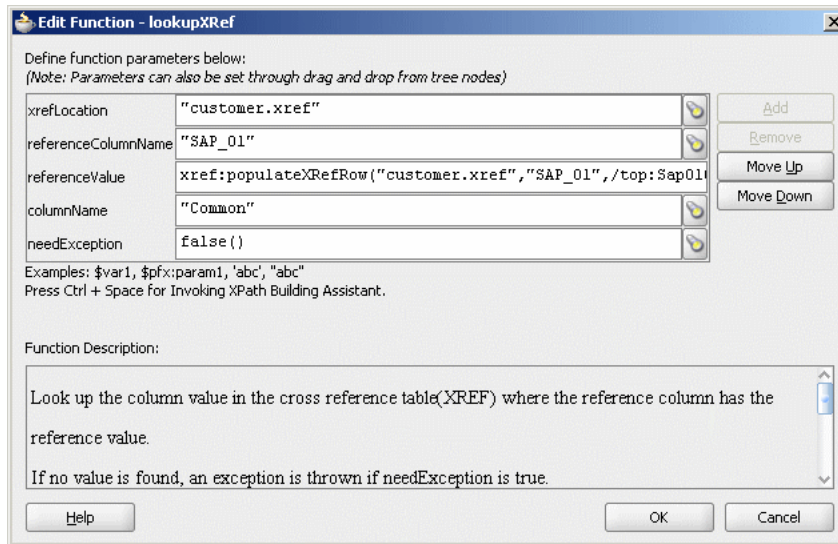 Edit Function - lookupXRef
Define function parameters below:
(Note: Parameters can also be set through drag and drop from tree nodes)
xrefLocation "customer.xref" Add
referenceColumnName "SAP_01" Remove
referenceValue xref:populateXRefRow("customer.xref","SAP_01",/top:Sap01 Move Up
columnName "Common" Move Down
needException false()
Examples: $var1, $pfx:param1, 'abc', "abc"
Press Ctrl + Space for Invoking XPath Building Assistant.
Function Description:
Look up the column value in the cross reference table(XREF) where the reference column has the
reference value.
If no value is found, an exception is thrown if needException is true.
Help OK Cancel